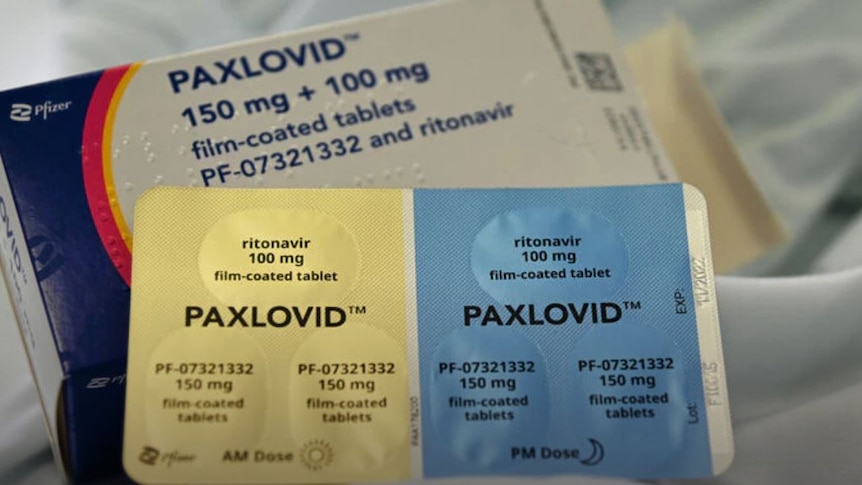 Pfizer
PAXLOVID™
150 mg + 100 mg
film-coated tablets
PF-07321332 and ritonavir
ritonavir
100 mg
film-coated tablet
PAXLOVID™
PF-07321332
150 mg
film-coated
tablets
PF-07321332
150 mg
film-coated
tablets
Pfizer
AM Dose
ritonavir
100 mg
film-coated tablet
PAXLOVID™
PF-07321332
150 mg
film-coated
tablets
PF-07321332
150 mg
film-coated
tablets
PM Dose
EXP:
11/2022
Lot: